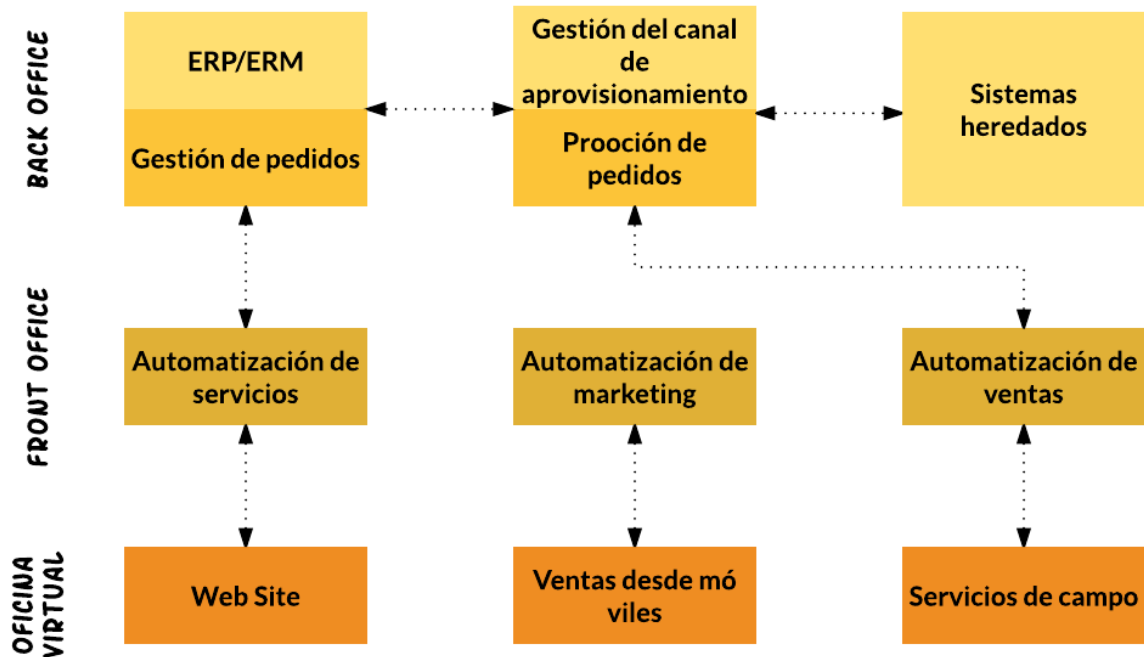 BACK OFFICE
ERP/ERM
Gestión de pedidos
Gestión del canal
de
aprovisionamiento
Prooción de
pedidos
Sistemas
heredados
FRONT OFFICE
Automatización de
servicios
Automatización de
marketing
Automatización de
ventas
OFICINA
VIRTUAL
Web Site
Ventas desde mó
viles
Servicios de campo